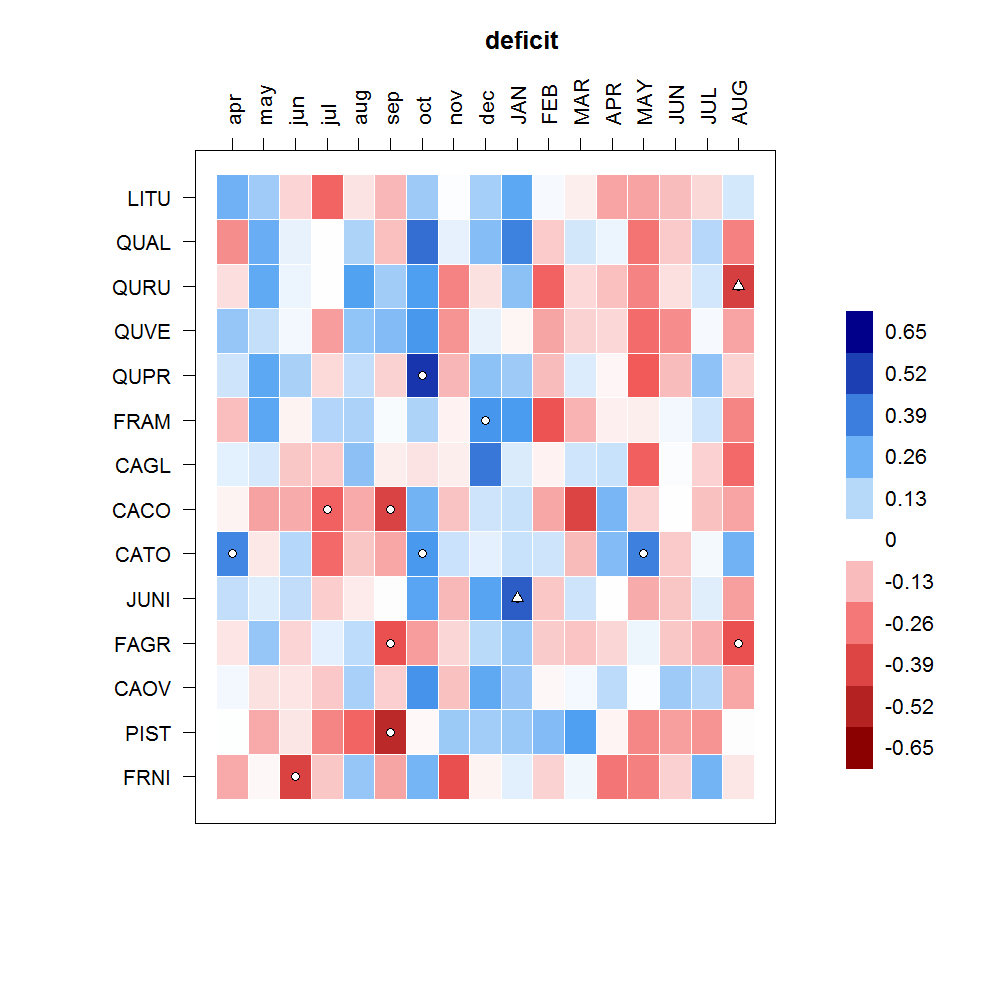 deficit
apr may jun jul aug sep oct nov dec JAN FEB MAR APR MAY JUN JUL AUG
LITU
QUAL
QURU
QUVE
QUPR
FRAM
CAGL
CACO
CATO
JUNI
FAGR
CAOV
PIST
FRNI
0.65
0.52
0.39
0.26
0.13
0
-0.13
-0.26
-0.39
-0.52
-0.65